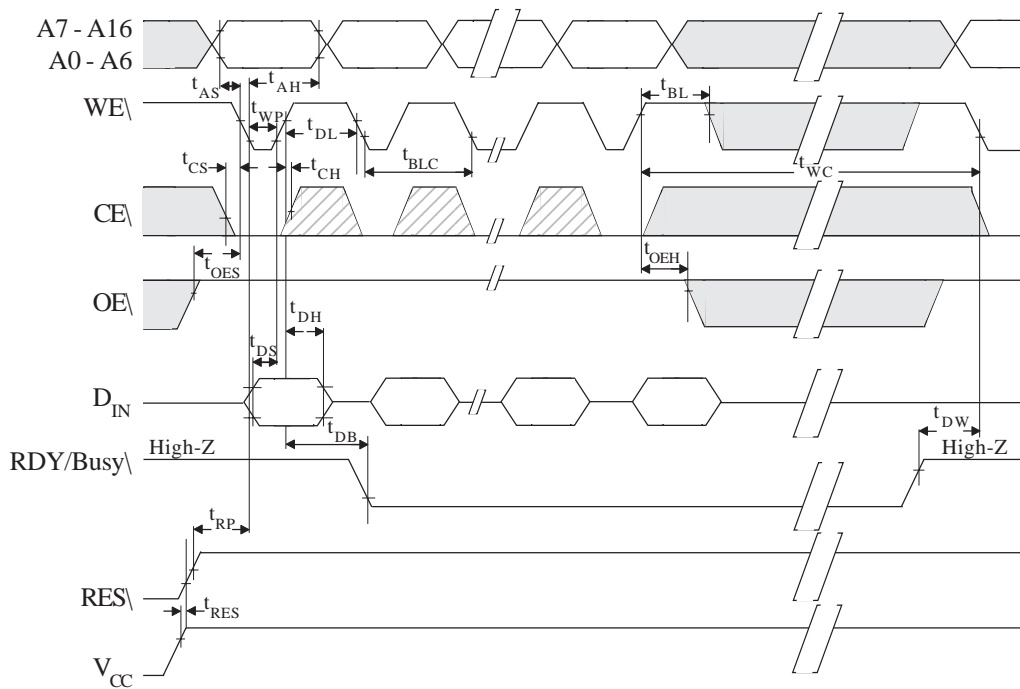 A7 - A16
A0 - A6
tAS
tAH
WE\
tWP
tDL
tBL
tBLC
tWC
tCS
tCH
CE\
tOES
tOEH
OE\
tDH
tDS
DIN
tDB
tDW
RDY/Busy\
High-Z
High-Z
tRP
RES\
tRES
VCC